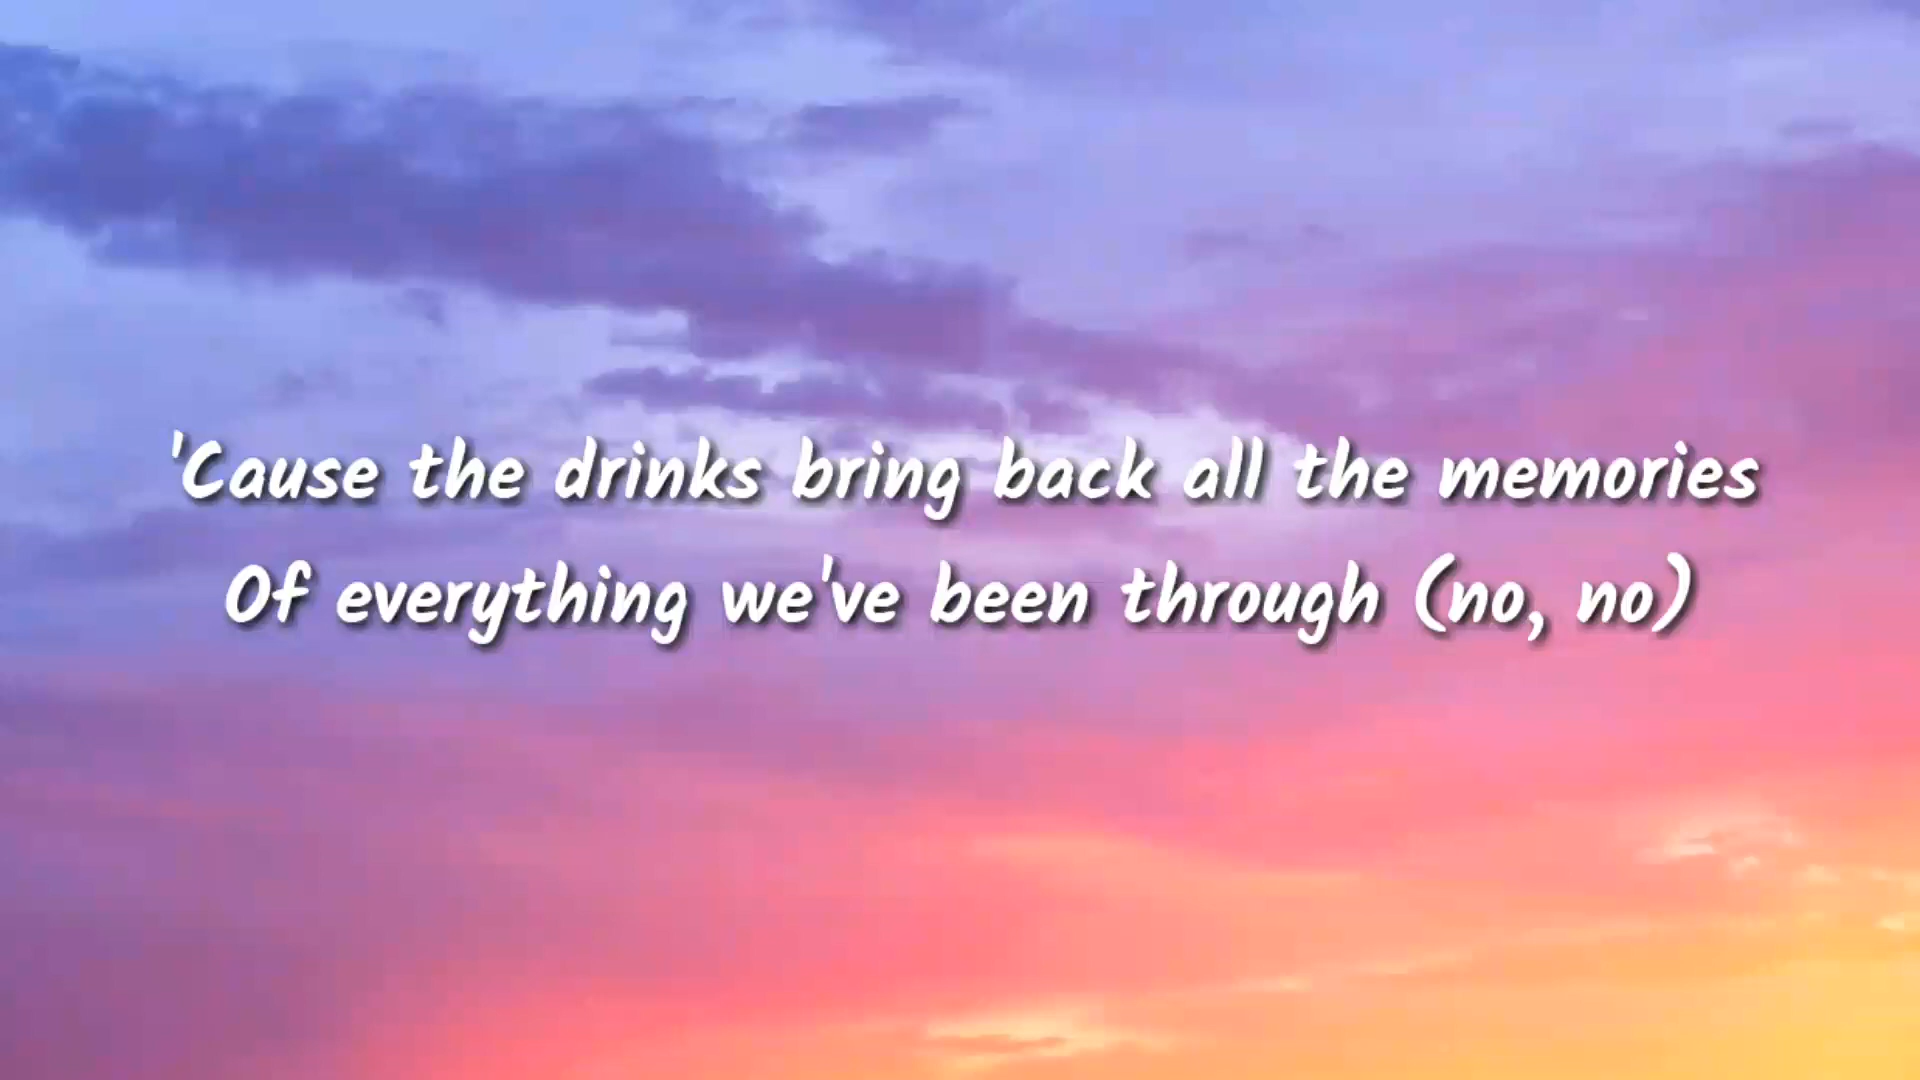 'Cause the drinks bring back all the memories
Of everything we've been through (no, no)